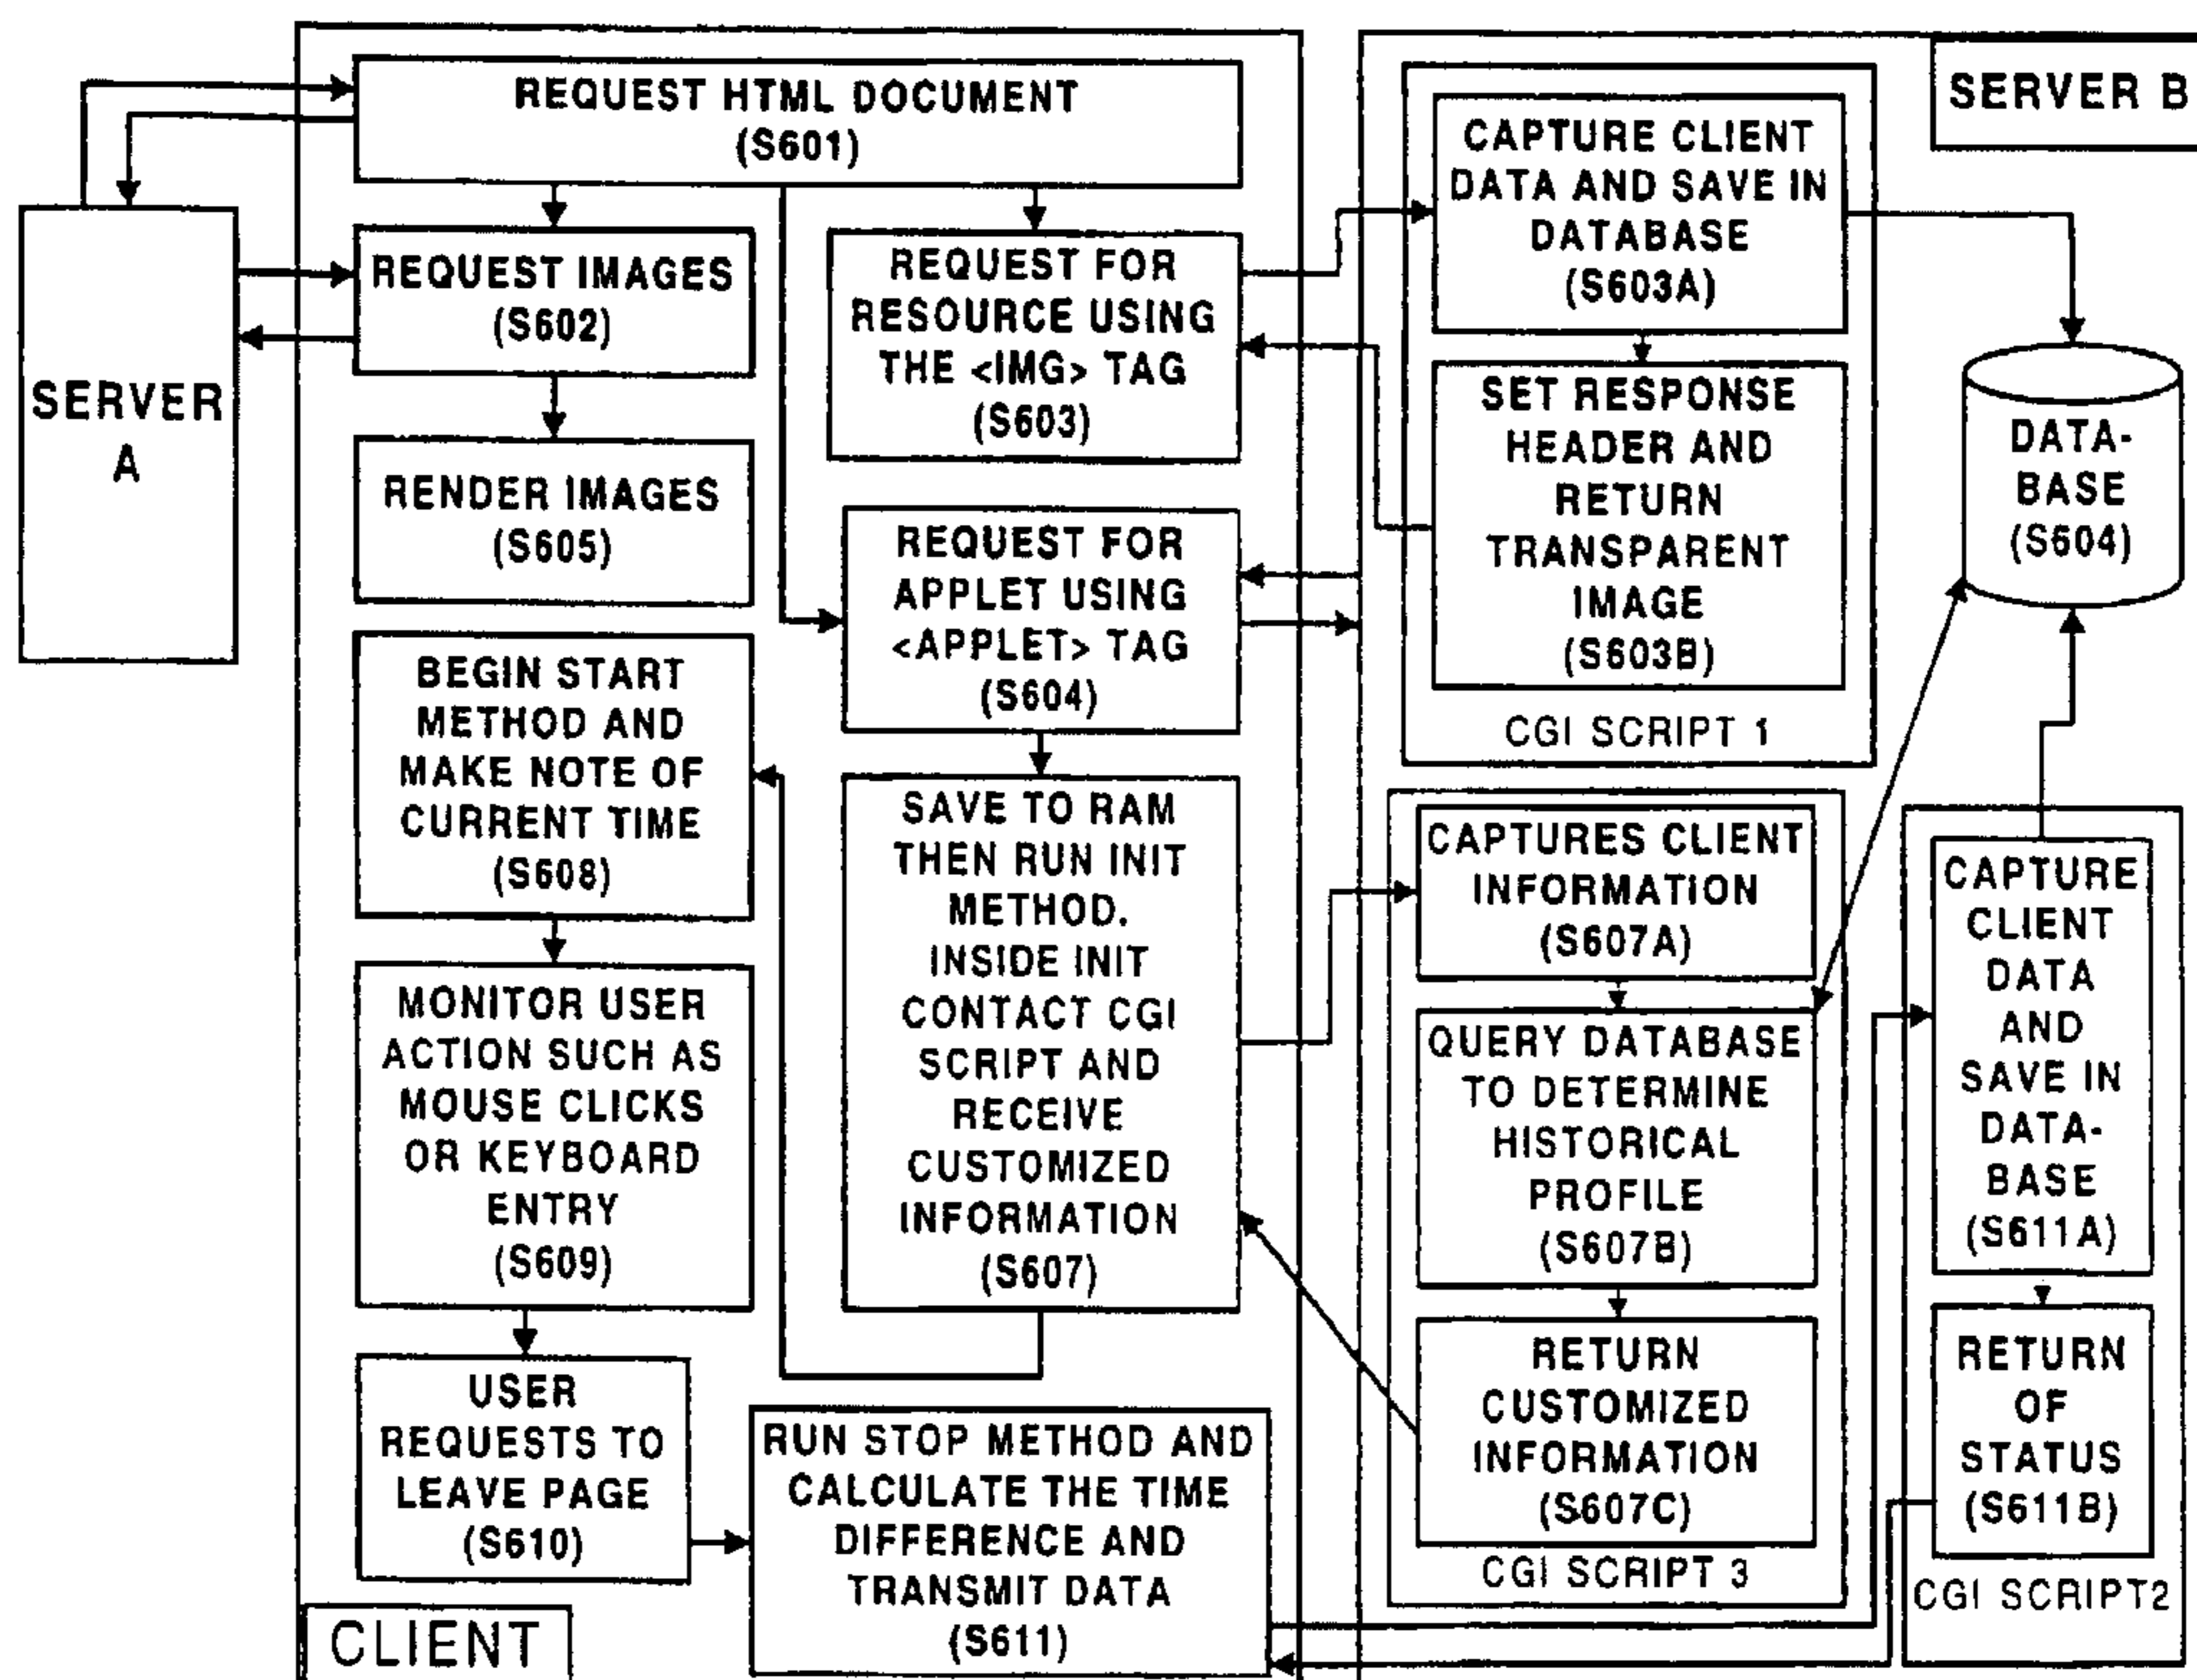 REQUEST HTML DOCUMENT
(S601)
SERVER
A
REQUEST IMAGES
(S602)
RENDER IMAGES
(S605)
BEGIN START
METHOD AND
MAKE NOTE OF
CURRENT TIME
(S608)
MONITOR USER
ACTION SUCH AS
MOUSE CLICKS
OR KEYBOARD
ENTRY
(S609)
USER
REQUESTS TO
LEAVE PAGE
(S610)
CLIENT
REQUEST FOR
RESOURCE USING
THE <IMG> TAG
(S603)
REQUEST FOR
APPLET USING
<APPLET> TAG
(S604)
SAVE TO RAM
THEN RUN INIT
METHOD.
INSIDE INIT
CONTACT CGI
SCRIPT AND
RECEIVE
CUSTOMIZED
INFORMATION
(S607)
RUN STOP METHOD AND
CALCULATE THE TIME
DIFFERENCE AND
TRANSMIT DATA
(S611)
SERVER B
CAPTURE CLIENT
DATA AND SAVE IN
DATABASE
(S603A)
SET RESPONSE
HEADER AND
RETURN
TRANSPARENT
IMAGE
(S603B)
CGI SCRIPT 1
DATA-
BASE
(S604)
CAPTURES CLIENT
INFORMATION
(S607A)
QUERY DATABASE
TO DETERMINE
HISTORICAL
PROFILE
(S607B)
RETURN
CUSTOMIZED
INFORMATION
(S607C)
CGI SCRIPT 3
CAPTURE
CLIENT
DATA
AND
SAVE IN
DATA-
BASE
(S611A)
RETURN
OF
STATUS
(S611B)
CGI SCRIPT2